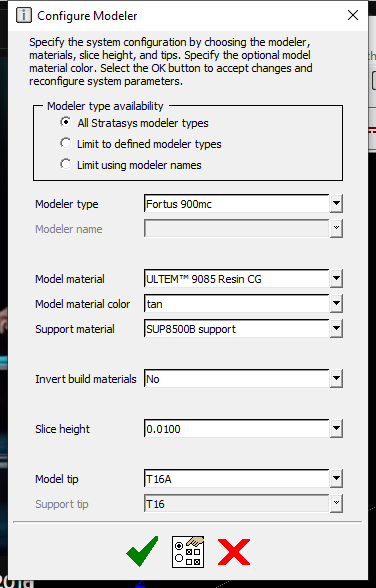 Configure Modeler
Specify the system configuration by choosing the modeler,
materials, slice height, and tips. Specify the optional model
material color. Select the OK button to accept changes and
reconfigure system parameters.
Modeler type availability
All Stratasys modeler types
Limit to defined modeler types
Limit using modeler names
Modeler type Fortus 900mc
Modeler name
Model material ULTEM™ 9085 Resin CG
Model material color tan
Support material SUP8500B support
Invert build materials No
Slice height 0.0100
Model tip T16A
Support tip T16